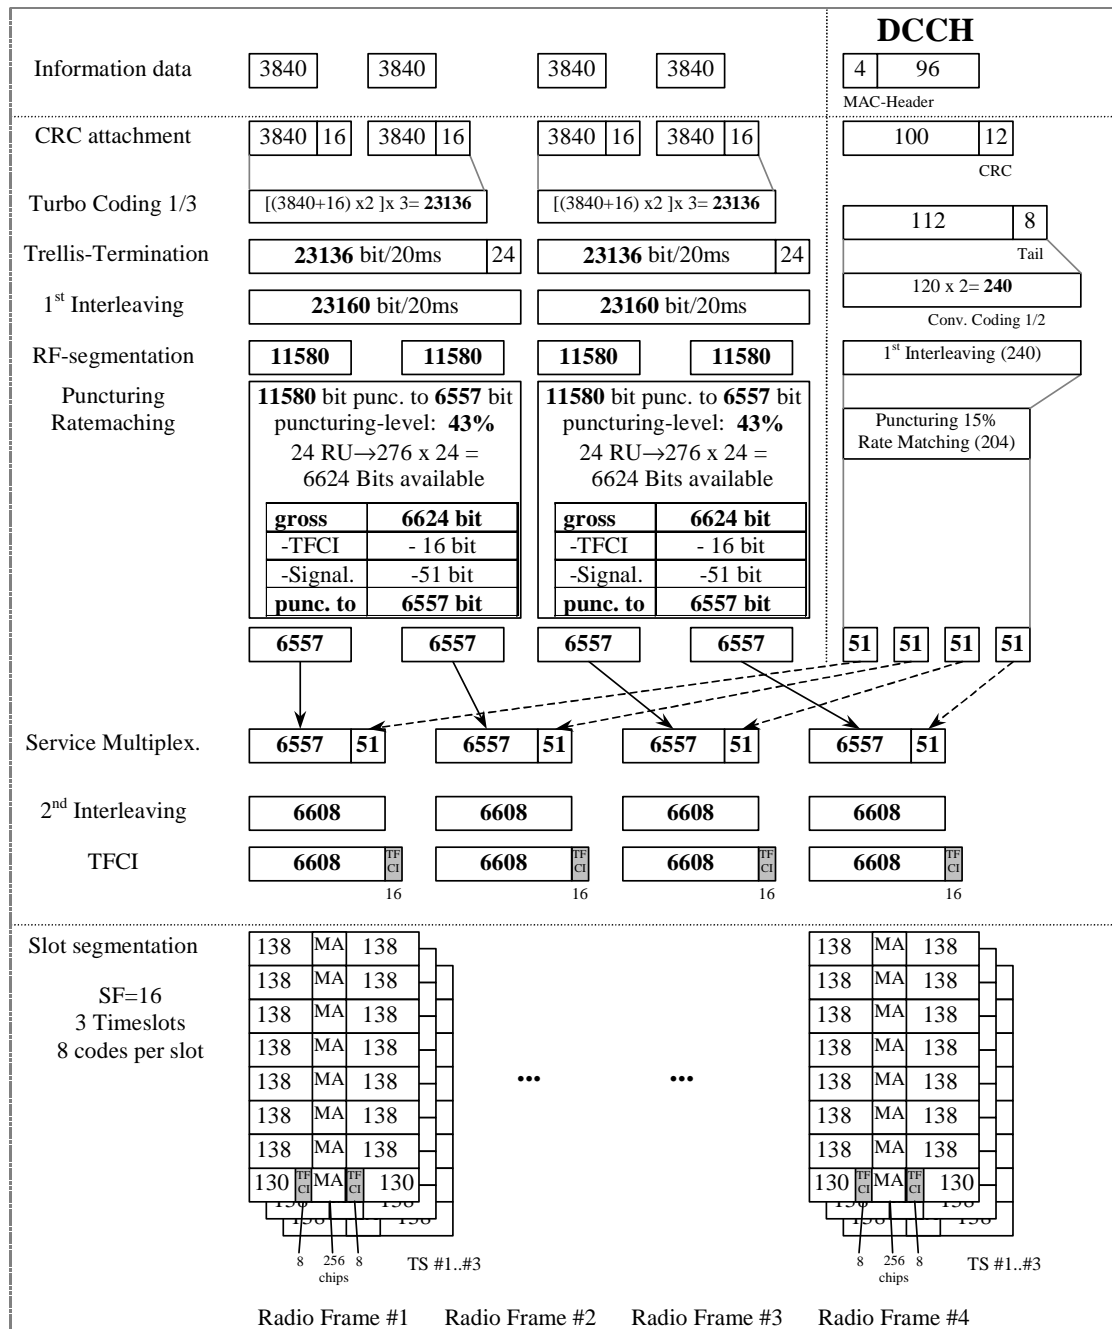 DCCH
Information data 3840 3840 3840 3840 4 96
MAC-Header
CRC attachment 3840 16 3840 16 3840 16 3840 16 100 12
CRC
Turbo Coding 1/3 [(3840+16) x2 ]x 3= 23136 [(3840+16) x2 ]x 3= 23136
112 8
Trellis-Termination 23136 bit/20ms 24 23136 bit/20ms 24
Tail
120 x 2= 240
1st Interleaving 23160 bit/20ms 23160 bit/20ms
Conv. Coding 1/2
RF-segmentation 11580 11580 11580 11580 1st Interleaving (240)
Puncturing
Ratemaching
11580 bit punc. to 6557 bit
puncturing-level: 43%
24 RU→276 x 24 =
6624 Bits available
gross 6624 bit
-TFCI - 16 bit
-Signal. -51 bit
punc. to 6557 bit
11580 bit punc. to 6557 bit
puncturing-level: 43%
24 RU→276 x 24 =
6624 Bits available
gross 6624 bit
-TFCI - 16 bit
-Signal. -51 bit
punc. to 6557 bit
Puncturing 15%
Rate Matching (204)
6557 6557 6557 6557 51 51 51 51
Service Multiplex. 6557 51 6557 51 6557 51 6557 51
2nd Interleaving 6608 6608 6608 6608
TFCI 6608 TF CI 6608 TF CI 6608 TF CI 6608 TF CI
16 16 16 16
Slot segmentation
SF=16
3 Timeslots
8 codes per slot
138 MA 138 138 MA 138
138 MA 138 138 MA 138
138 MA 138 138 MA 138
138 MA 138 138 MA 138
138 MA 138 ... ... 138 MA 138
138 MA 138 138 MA 138
138 MA 138 138 MA 138
130 TF CI MA TF CI 130 130 TF CI MA TF CI 130
138 138 138 138
138 138 138 138
8 256 chips 8 TS #1..#3 8 256 chips 8 TS #1..#3
Radio Frame #1 Radio Frame #2 Radio Frame #3 Radio Frame #4